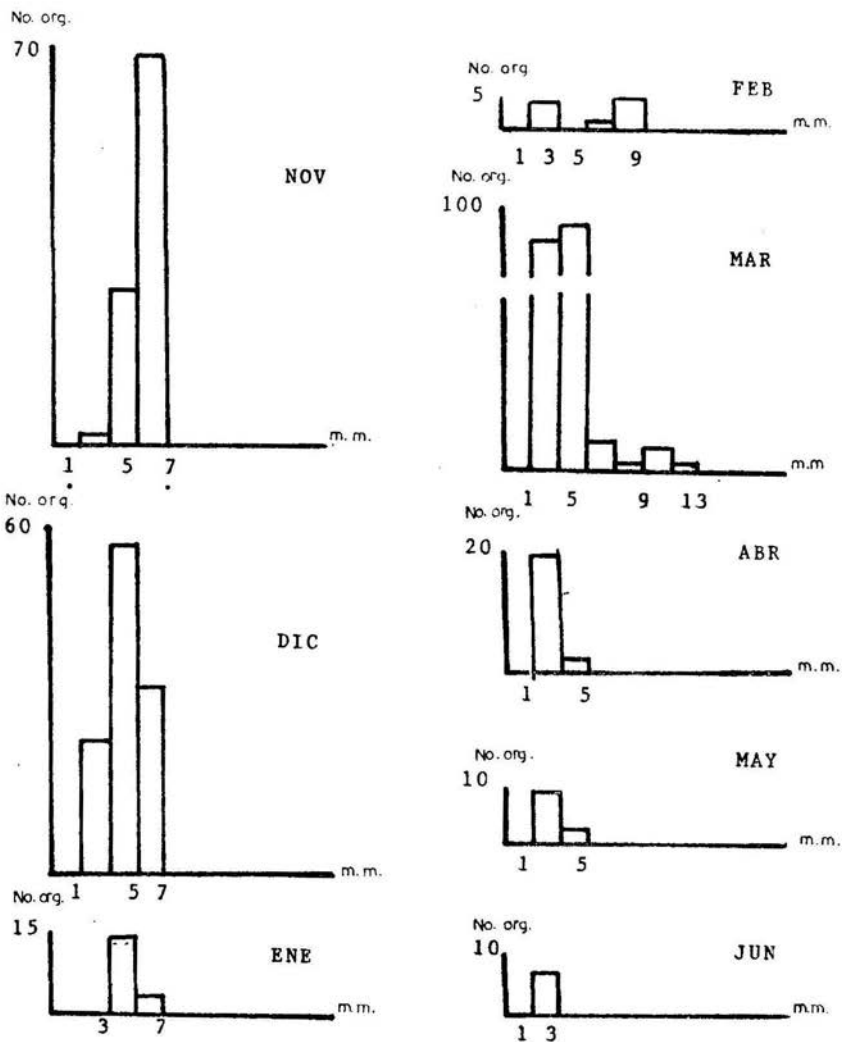 No. org.
70
NOV
m.m.
1 5 7
No. org.
60
DIC
m.m.
1 5 7
No. org.
15
ENE
m.m.
3 7
No. org
5
FEB
m.m.
1 3 5 9
No. org.
100
MAR
m.m
1 5 9 13
No. org.
20
ABR
m.m.
1 5
No. org.
10
MAY
m.m.
1 5
No. org.
10
JUN
m.m.
1 3